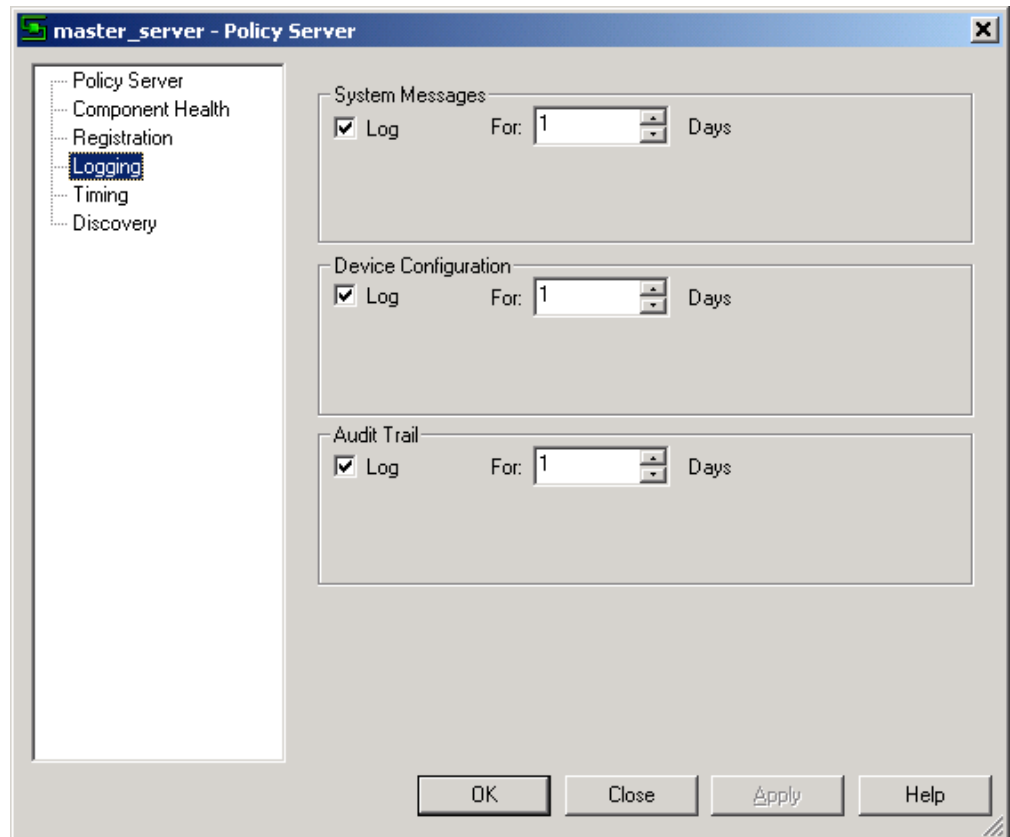 master_server - Policy Server
Policy Server
Component Health
Registration
Logging
Timing
Discovery
System Messages
Log For: 1 Days
Device Configuration
Log For: 1 Days
Audit Trail
Log For: 1 Days
OK Close Apply Help